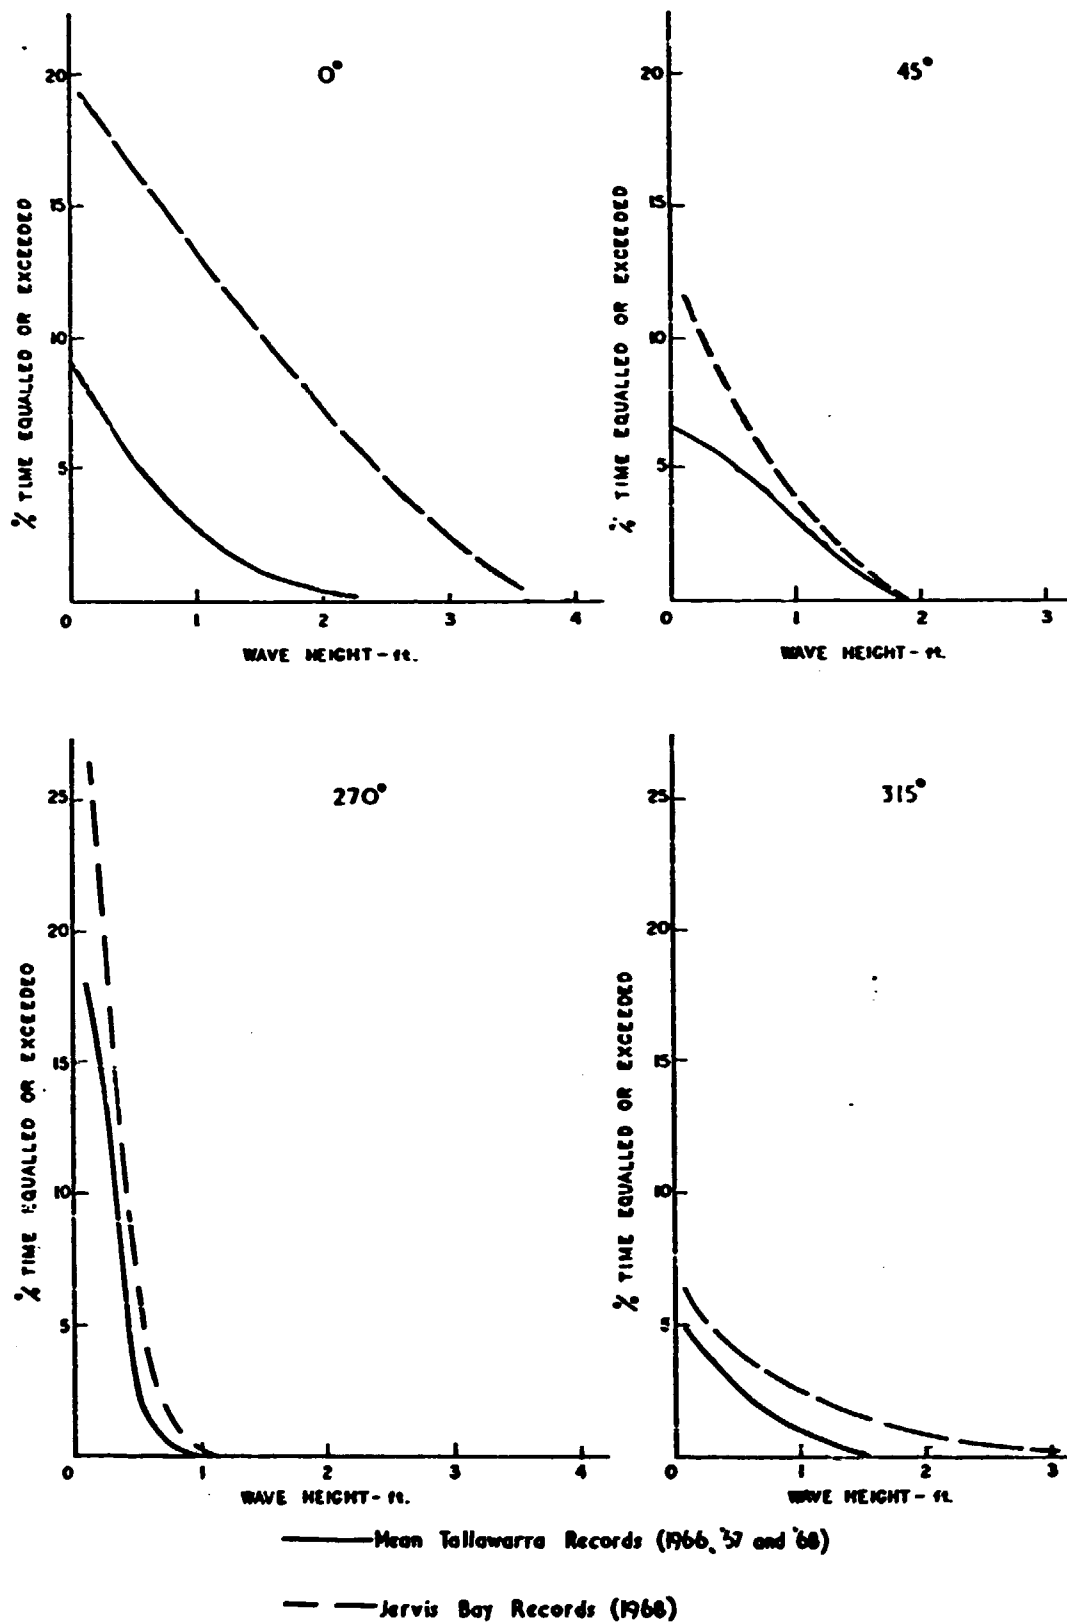 0°
20
15
10
5
0 1 2 3 4
% TIME EQUALLED OR EXCEEDED
WAVE HEIGHT - ft.
45°
20
15
10
5
0 1 2 3
% TIME EQUALLED OR EXCEEDED
WAVE HEIGHT - ft.
270°
25
20
15
10
5
0 1 2 3 4
% TIME EQUALLED OR EXCEEDED
WAVE HEIGHT - ft.
315°
25
20
15
10
5
0 1 2 3
% TIME EQUALLED OR EXCEEDED
WAVE HEIGHT - ft.
Mean Tallawarra Records (1966, '57 and '68)
Jervis Bay Records (1968)